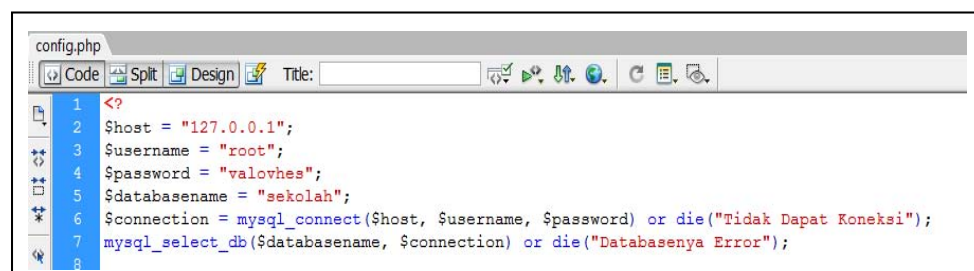 config.php
Code Split Design Title:
1 <?
2 $host = "127.0.0.1";
3 $username = "root";
4 $password = "valovhes";
5 $databasename = "sekolah";
6 $connection = mysql_connect($host, $username, $password) or die("Tidak Dapat Koneksi");
7 mysql_select_db($databasename, $connection) or die("Databasenya Error");
8